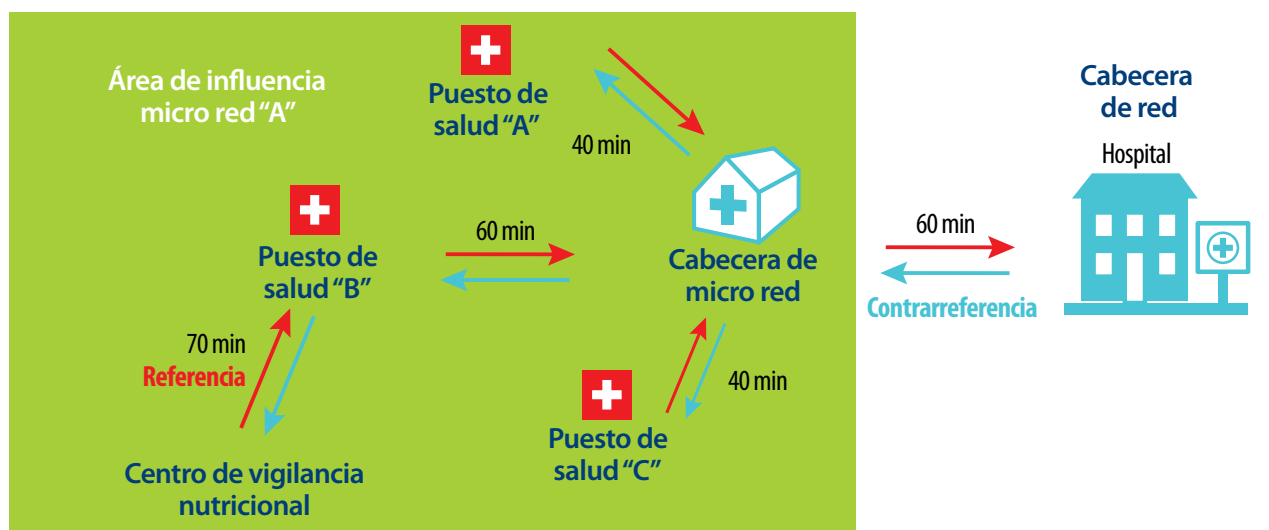 Área de influencia
micro red “A”
Puesto de
salud “A”
40 min
Cabecera
de red
Hospital
Puesto de
salud “B”
60 min
Cabecera de
micro red
60 min
Contrarreferencia
70 min
Referencia
40 min
Puesto de
salud “C”
Centro de vigilancia
nutricional